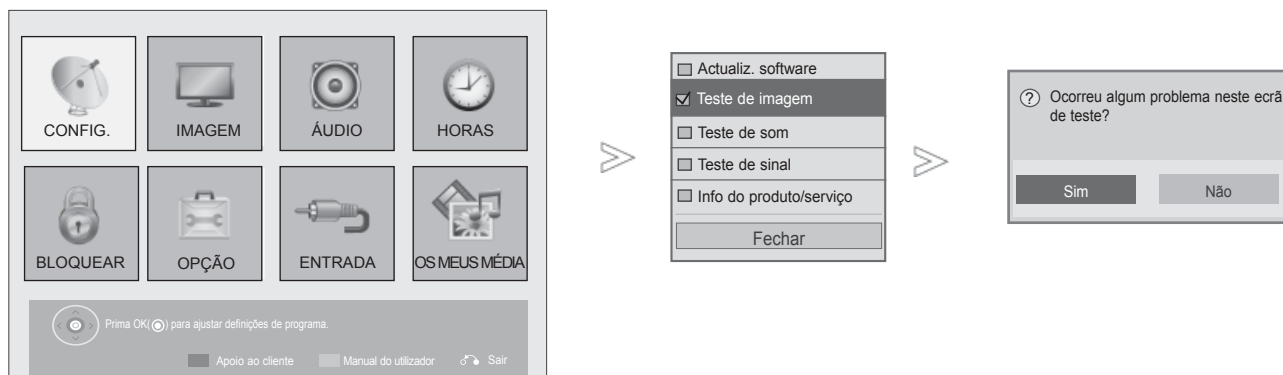 CONFIG.
IMAGEM
ÁUDIO
HORAS
BLOQUEAR
OPÇÃO
ENTRADA
OS MEUS MÉDIA
Prima OK( ) para ajustar definições de programa.
Apoio ao cliente
Manual do utilizador
Sair
Actualiz. software
Teste de imagem
Teste de som
Teste de sinal
Info do produto/serviço
Fechar
? Ocorreu algum problema neste ecrã
de teste?
Sim
Não